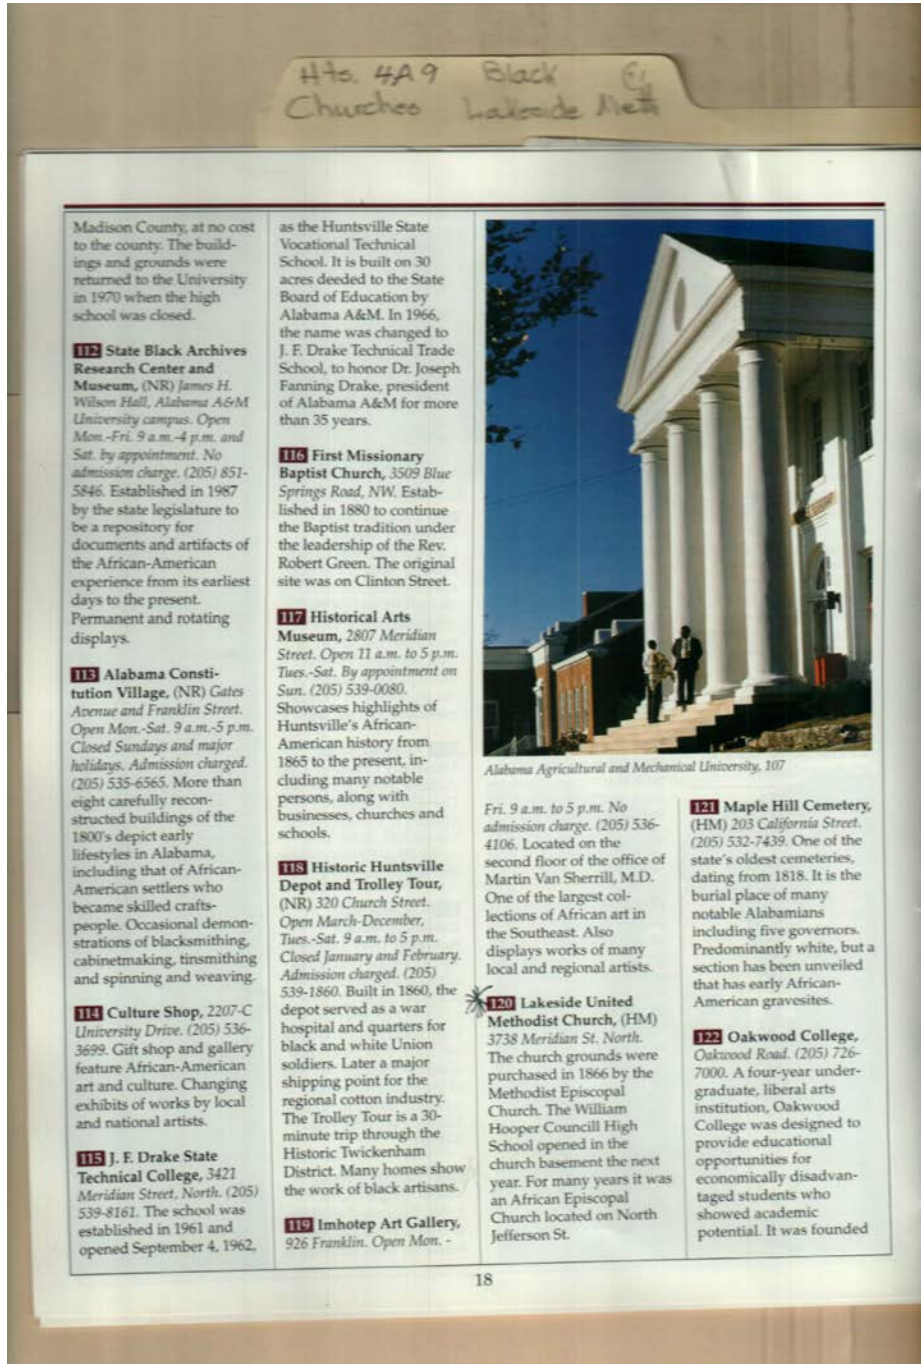 Hts. 4A9 Black
Churches Lakeside Meth
Madison County, at no cost
to the county. The build-
ings and grounds were
returned to the University
in 1970 when the high
school was closed.
112 State Black Archives
Research Center and
Museum, (NR) James H.
Wilson Hall, Alabama A&M
University campus. Open
Mon.-Fri. 9 a.m.-4 p.m. and
Sat. by appointment. No
admission charge. (205) 851-
5846. Established in 1987
by the state legislature to
be a repository for
documents and artifacts of
the African-American
experience from its earliest
days to the present.
Permanent and rotating
displays.
113 Alabama Consti-
tution Village, (NR) Gates
Avenue and Franklin Street.
Open Mon.-Sat. 9 a.m.-5 p.m.
Closed Sundays and major
holidays. Admission charged.
(205) 535-6565. More than
eight carefully recon-
structed buildings of the
1800's depict early
lifestyles in Alabama,
including that of African-
American settlers who
became skilled crafts-
people. Occasional demon-
strations of blacksmithing,
cabinetmaking, tinsmithing
and spinning and weaving.
114 Culture Shop, 2207-C
University Drive. (205) 536-
3699. Gift shop and gallery
feature African-American
art and culture. Changing
exhibits of works by local
and national artists.
115 J. F. Drake State
Technical College, 3421
Meridian Street, North. (205)
539-8161. The school was
established in 1961 and
opened September 4, 1962,
as the Huntsville State
Vocational Technical
School. It is built on 30
acres deeded to the State
Board of Education by
Alabama A&M. In 1966,
the name was changed to
J. F. Drake Technical Trade
School, to honor Dr. Joseph
Fanning Drake, president
of Alabama A&M for more
than 35 years.
116 First Missionary
Baptist Church, 3509 Blue
Springs Road, NW. Estab-
lished in 1880 to continue
the Baptist tradition under
the leadership of the Rev.
Robert Green. The original
site was on Clinton Street.
117 Historical Arts
Museum, 2807 Meridian
Street. Open 11 a.m. to 5 p.m.
Tues.-Sat. By appointment on
Sun. (205) 539-0080.
Showcases highlights of
Huntsville's African-
American history from
1865 to the present, in-
cluding many notable
persons, along with
businesses, churches and
schools.
118 Historic Huntsville
Depot and Trolley Tour,
(NR) 320 Church Street.
Open March-December,
Tues.-Sat. 9 a.m. to 5 p.m.
Closed January and February.
Admission charged. (205)
539-1860. Built in 1860, the
depot served as a war
hospital and quarters for
black and white Union
soldiers. Later a major
shipping point for the
regional cotton industry.
The Trolley Tour is a 30-
minute trip through the
Historic Twickenham
District. Many homes show
the work of black artisans.
119 Imhotep Art Gallery,
926 Franklin. Open Mon. -
Alabama Agricultural and Mechanical University, 107
Fri. 9 a.m. to 5 p.m. No
admission charge. (205) 536-
4106. Located on the
second floor of the office of
Martin Van Sherrill, M.D.
One of the largest col-
lections of African art in
the Southeast. Also
displays works of many
local and regional artists.
120 Lakeside United
Methodist Church, (HM)
3738 Meridian St. North.
The church grounds were
purchased in 1866 by the
Methodist Episcopal
Church. The William
Hooper Councill High
School opened in the
church basement the next
year. For many years it was
an African Episcopal
Church located on North
Jefferson St.
121 Maple Hill Cemetery,
(HM) 203 California Street.
(205) 532-7439. One of the
state's oldest cemeteries,
dating from 1818. It is the
burial place of many
notable Alabamians
including five governors.
Predominantly white, but a
section has been unveiled
that has early African-
American gravesites.
122 Oakwood College,
Oakwood Road. (205) 726-
7000. A four-year under-
graduate, liberal arts
institution, Oakwood
College was designed to
provide educational
opportunities for
economically disadvan-
taged students who
showed academic
potential. It was founded
18